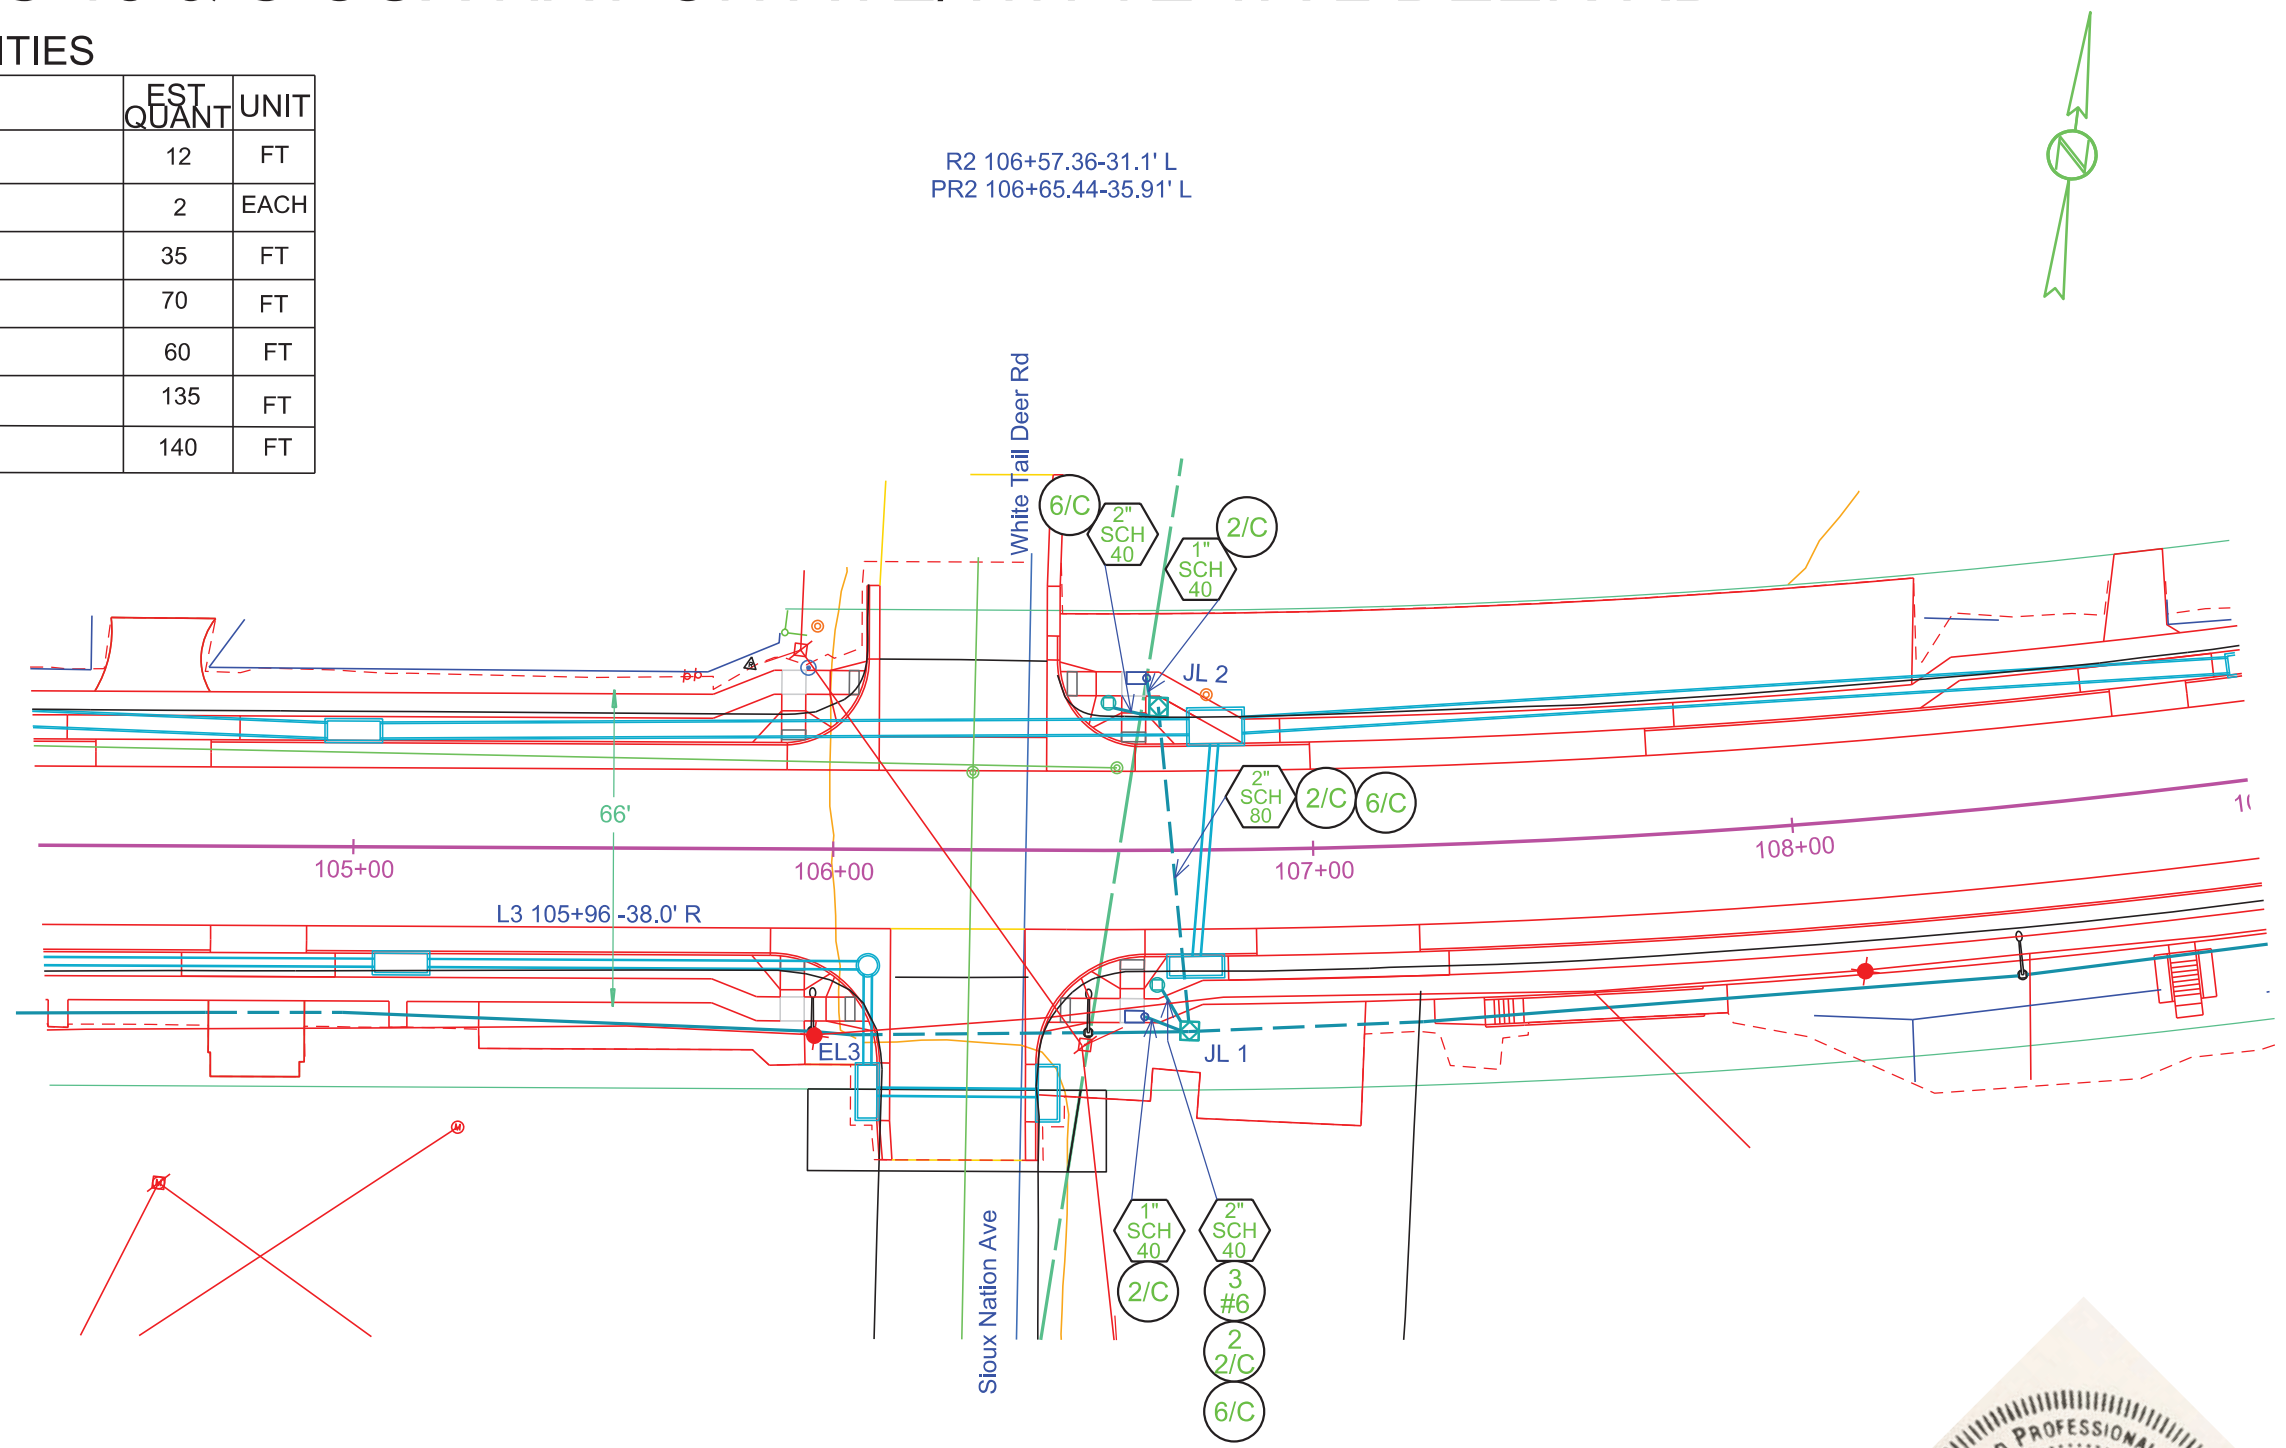 ITIES
EST QUANT UNIT
12 FT
2 EACH
35 FT
70 FT
60 FT
135 FT
140 FT
R2 106+57.36-31.1' L
PR2 106+65.44-35.91' L
N
White Tail Deer Rd
6/C
2" SCH 40
1" SCH 40
2/C
JL 2
66'
2" SCH 80
2/C
6/C
105+00
106+00
107+00
108+00
1(
L3 105+96 -38.0' R
EL3
JL 1
Sioux Nation Ave
1" SCH 40
2/C
2" SCH 40
3 #6
2 2/C
6/C
PROFESSIONAL